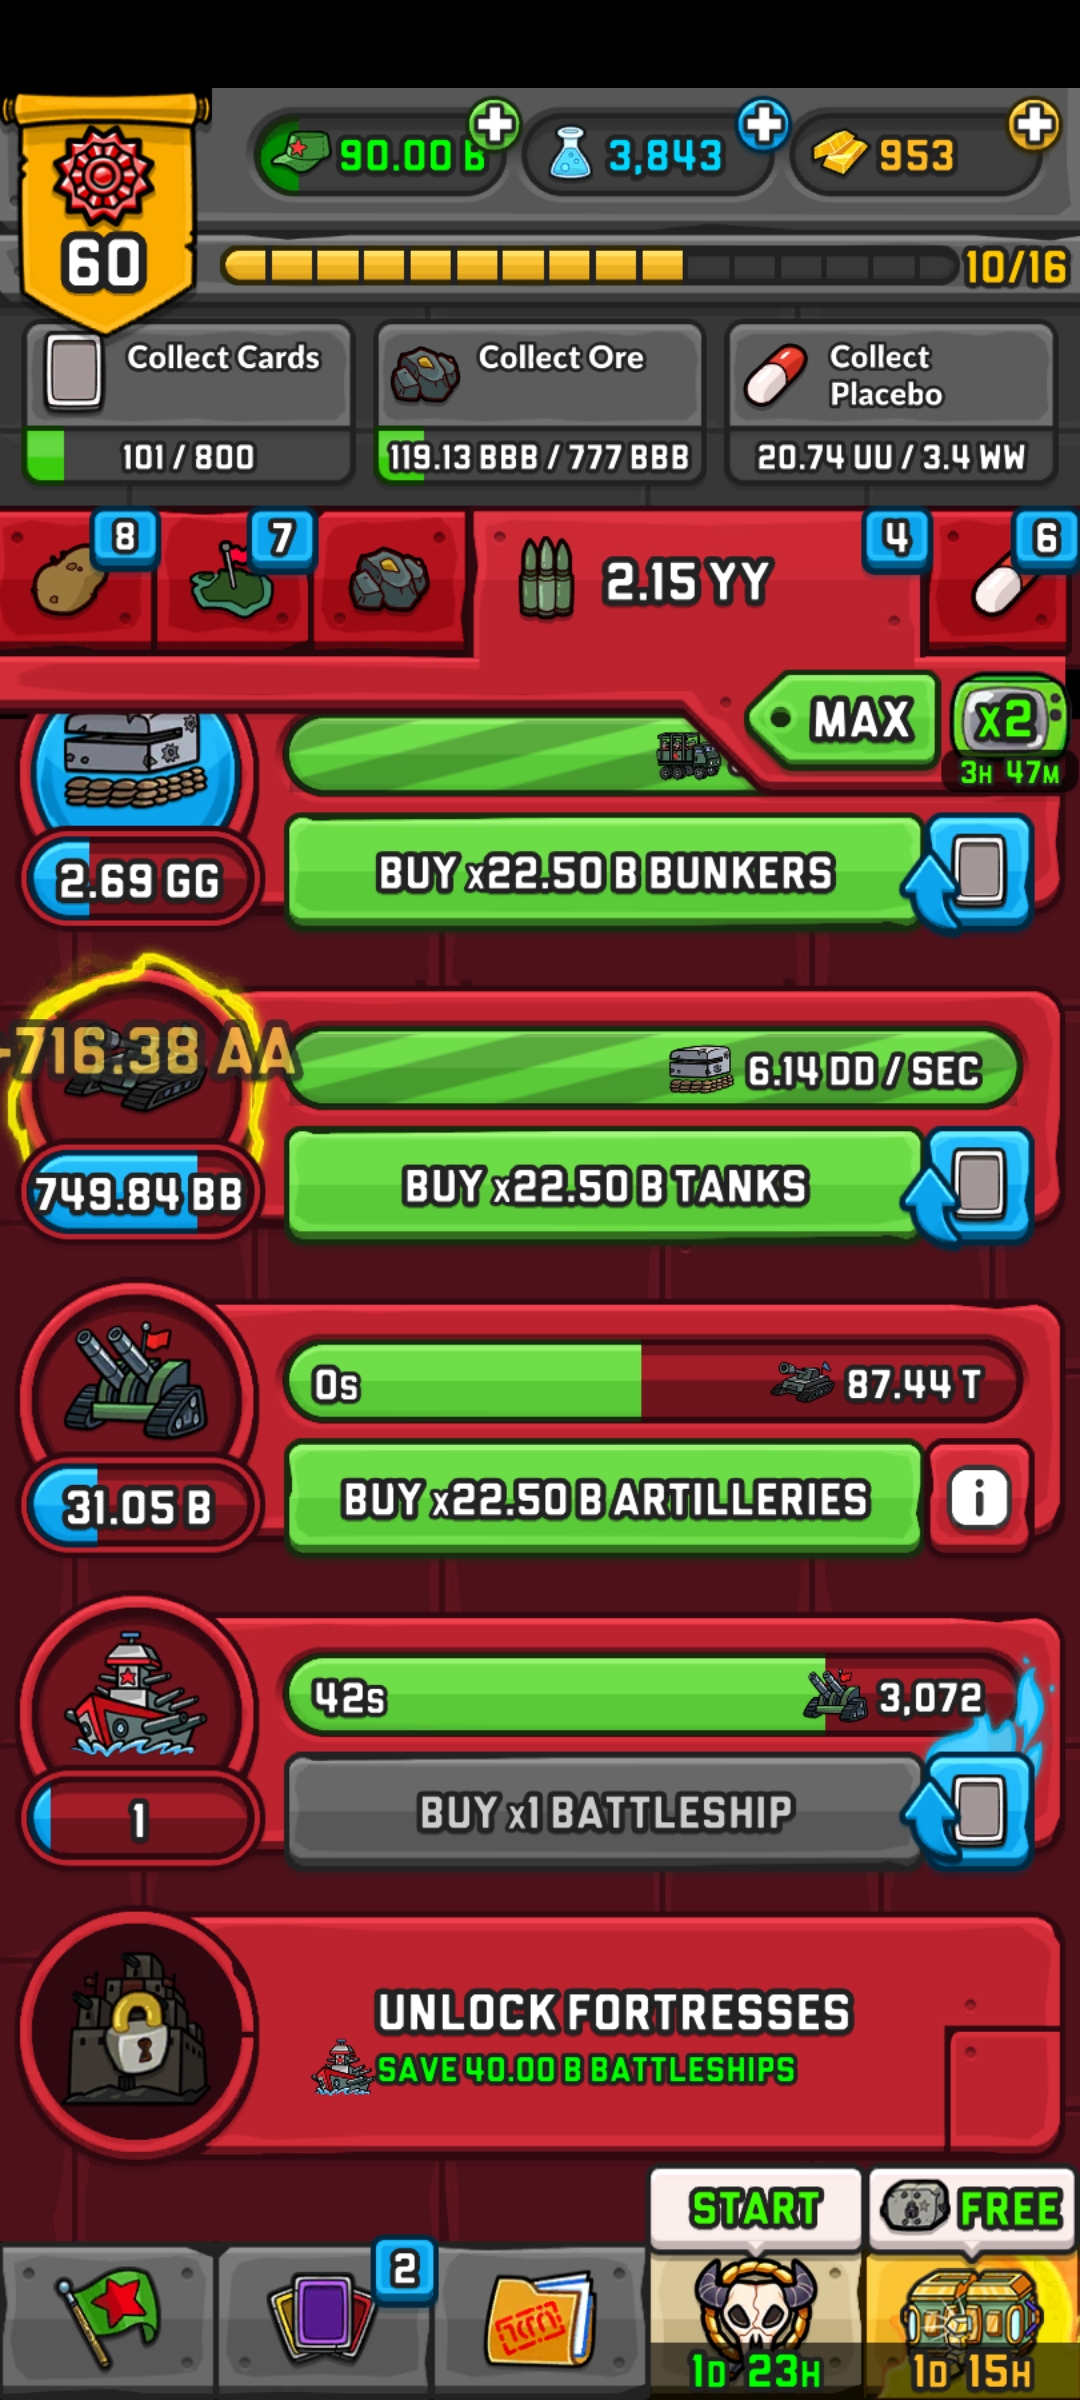 90.00 B
3,843
953
60
10/16
Collect Cards
101 / 800
Collect Ore
119.13 BBB / 777 BBB
Collect
Placebo
20.74 UU / 3.4 WW
8
7
2.15 YY
4
6
MAX
x2
3H 47M
2.69 GG
BUY x22.50 B BUNKERS
-716.38 AA
6.14 DD / SEC
749.84 BB
BUY x22.50 B TANKS
0s
87.44 T
31.05 B
BUY x22.50 B ARTILLERIES
i
42s
3,072
1
BUY x1 BATTLESHIP
UNLOCK FORTRESSES
SAVE 40.00 B BATTLESHIPS
START
FREE
2
1D 23H
1D 15H